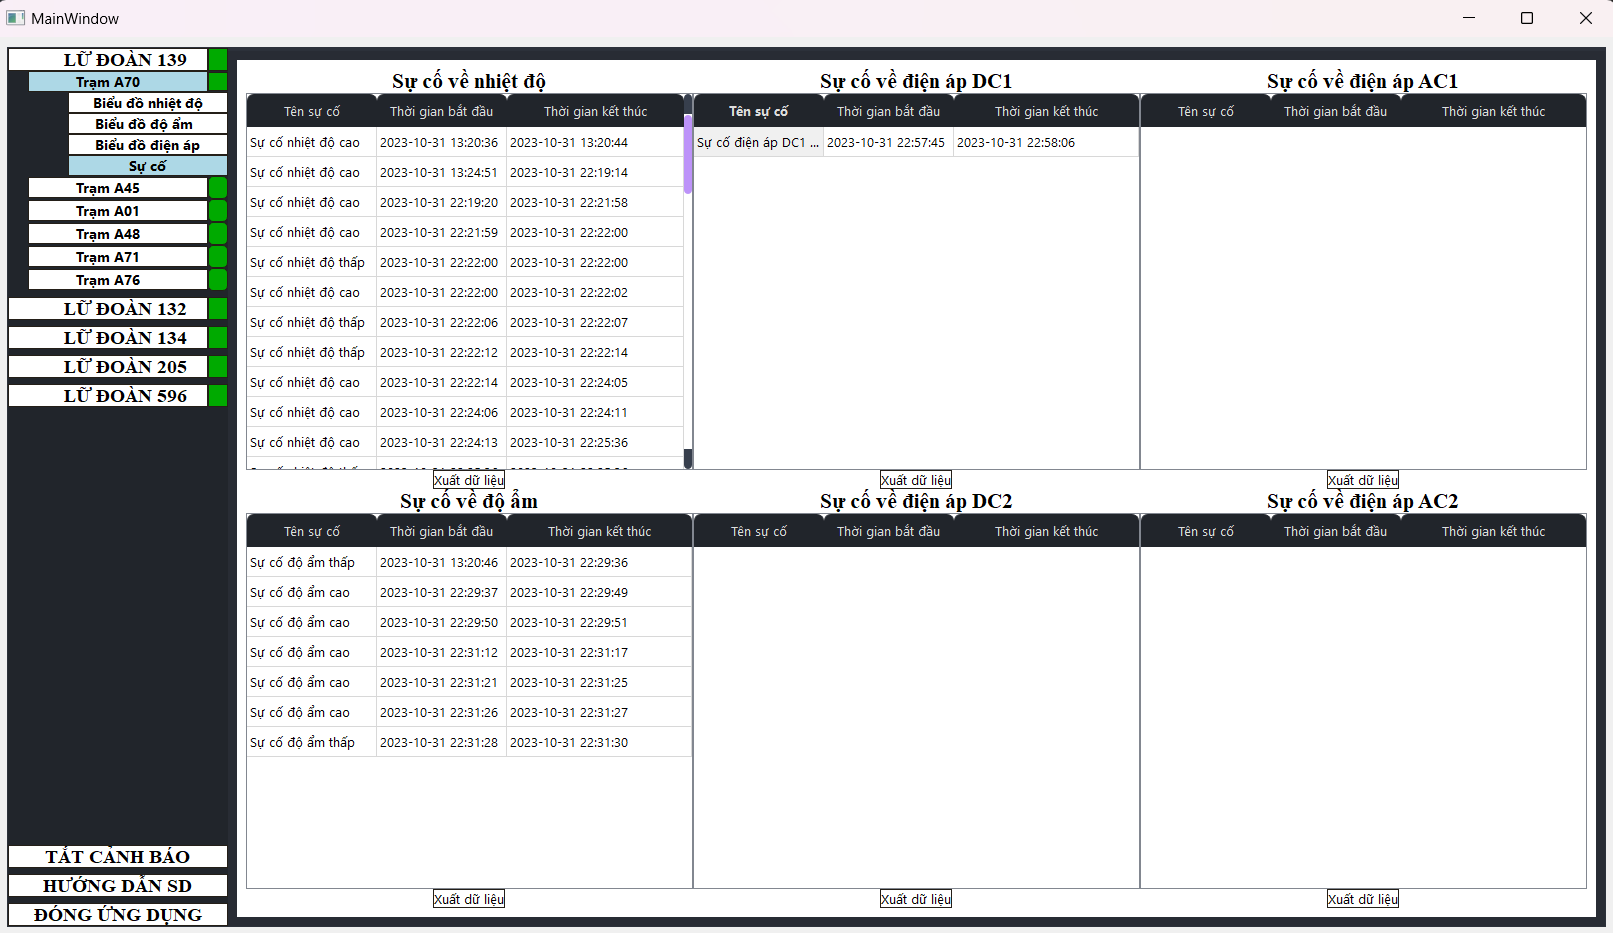 MainWindow
LỮ ĐOÀN 139
Trạm A70
Biểu đồ nhiệt độ
Biểu đồ độ ẩm
Biểu đồ điện áp
Sự cố
Trạm A45
Trạm A01
Trạm A48
Trạm A71
Trạm A76
LỮ ĐOÀN 132
LỮ ĐOÀN 134
LỮ ĐOÀN 205
LỮ ĐOÀN 596
TẮT CẢNH BÁO
HƯỚNG DẪN SD
ĐÓNG ỨNG DỤNG
Sự cố về nhiệt độ
Tên sự cố Thời gian bắt đầu Thời gian kết thúc
Sự cố nhiệt độ cao 2023-10-31 13:20:36 2023-10-31 13:20:44
Sự cố nhiệt độ cao 2023-10-31 13:24:51 2023-10-31 22:19:14
Sự cố nhiệt độ cao 2023-10-31 22:19:20 2023-10-31 22:21:58
Sự cố nhiệt độ cao 2023-10-31 22:21:59 2023-10-31 22:22:00
Sự cố nhiệt độ thấp 2023-10-31 22:22:00 2023-10-31 22:22:00
Sự cố nhiệt độ cao 2023-10-31 22:22:00 2023-10-31 22:22:02
Sự cố nhiệt độ thấp 2023-10-31 22:22:06 2023-10-31 22:22:07
Sự cố nhiệt độ thấp 2023-10-31 22:22:12 2023-10-31 22:22:14
Sự cố nhiệt độ cao 2023-10-31 22:22:14 2023-10-31 22:24:05
Sự cố nhiệt độ cao 2023-10-31 22:24:06 2023-10-31 22:24:11
Sự cố nhiệt độ cao 2023-10-31 22:24:13 2023-10-31 22:25:36
Xuất dữ liệu
Sự cố về điện áp DC1
Tên sự cố Thời gian bắt đầu Thời gian kết thúc
Sự cố điện áp DC1 ... 2023-10-31 22:57:45 2023-10-31 22:58:06
Xuất dữ liệu
Sự cố về điện áp AC1
Tên sự cố Thời gian bắt đầu Thời gian kết thúc
Xuất dữ liệu
Sự cố về độ ẩm
Tên sự cố Thời gian bắt đầu Thời gian kết thúc
Sự cố độ ẩm thấp 2023-10-31 13:20:46 2023-10-31 22:29:36
Sự cố độ ẩm cao 2023-10-31 22:29:37 2023-10-31 22:29:49
Sự cố độ ẩm cao 2023-10-31 22:29:50 2023-10-31 22:29:51
Sự cố độ ẩm cao 2023-10-31 22:31:12 2023-10-31 22:31:17
Sự cố độ ẩm cao 2023-10-31 22:31:21 2023-10-31 22:31:25
Sự cố độ ẩm cao 2023-10-31 22:31:26 2023-10-31 22:31:27
Sự cố độ ẩm thấp 2023-10-31 22:31:28 2023-10-31 22:31:30
Xuất dữ liệu
Sự cố về điện áp DC2
Tên sự cố Thời gian bắt đầu Thời gian kết thúc
Xuất dữ liệu
Sự cố về điện áp AC2
Tên sự cố Thời gian bắt đầu Thời gian kết thúc
Xuất dữ liệu